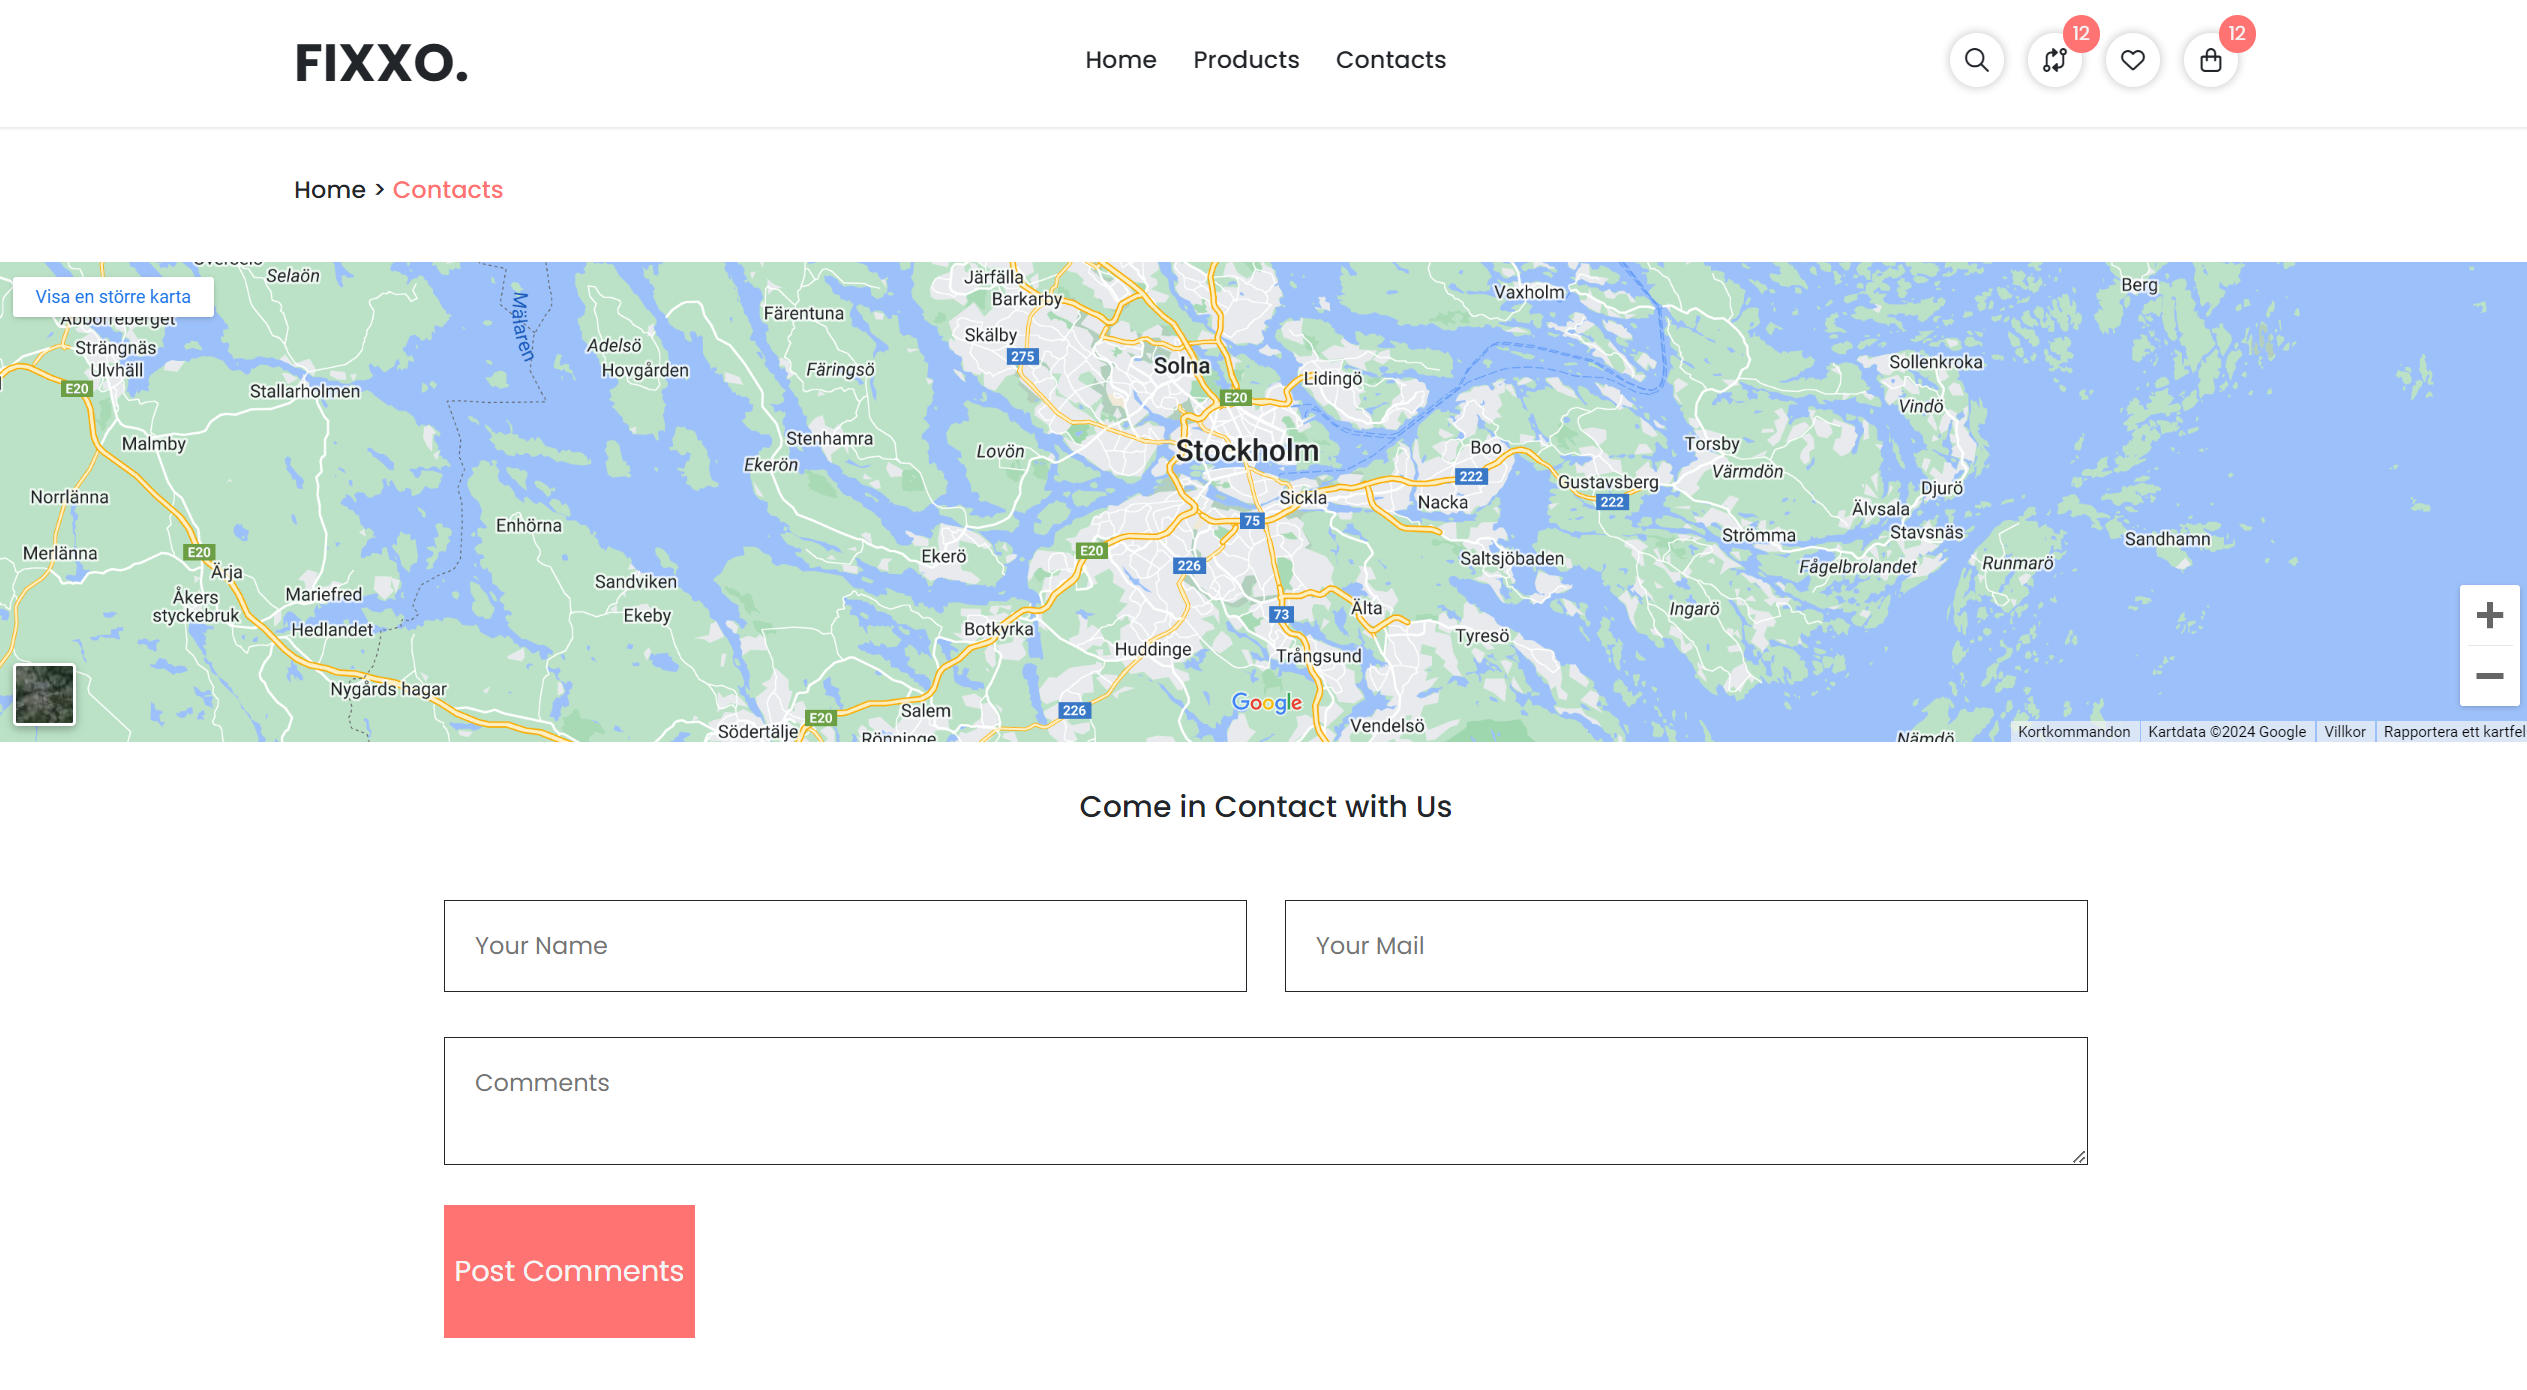 FIXXO.
Home Products Contacts
12
12
Home > Contacts
Visa en större karta
Selaön
Mälaren
Strängnäs
Ulvhäll
E20
Stallarholmen
Malmby
Norrlänna
Merlänna
E20
Ärja
Åkers
styckebruk
Mariefred
Hedlandet
Nygårds hagar
Adelsö
Hovgården
Färentuna
Färingsö
Stenhamra
Ekerön
Lovön
Enhörna
Sandviken
Ekeby
Ekerö
Järfälla
Barkarby
Skälby
275
Solna
E20
Lidingö
Stockholm
Sickla
75
E20
226
73
Botkyrka
Huddinge
Älta
Trångsund
Tyresö
Salem
226
E20
Södertälje
Rönninge
Vendelsö
Vaxholm
Boo
222
Nacka
Gustavsberg
222
Saltsjöbaden
Torsby
Värmdön
Strömma
Ingarö
Fågelbrolandet
Älvsala
Stavsnäs
Djurö
Vindö
Sollenkroka
Berg
Runmarö
Sandhamn
Nämdö
Google
Kortkommandon
Kartdata ©2024 Google
Villkor
Rapportera ett kartfel
Come in Contact with Us
Your Name
Your Mail
Comments
Post Comments